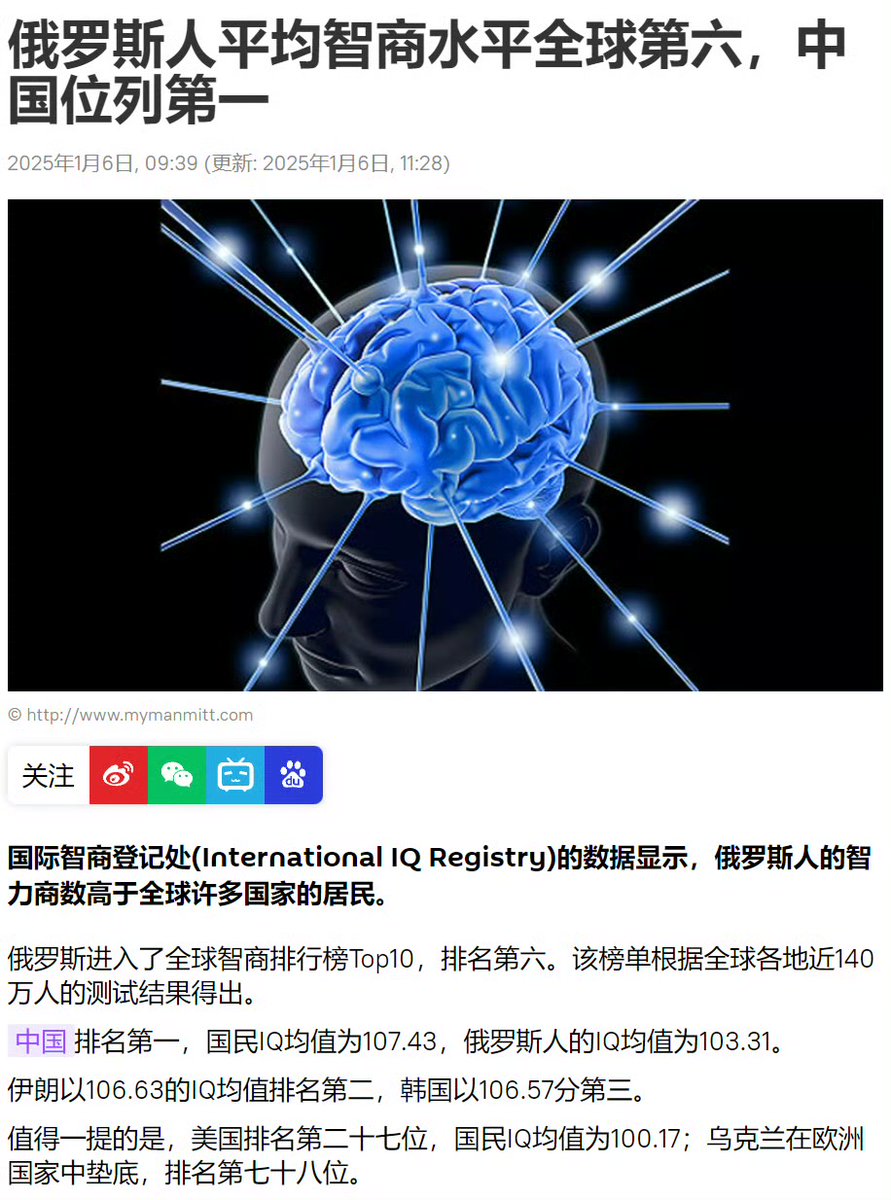 俄罗斯人平均智商水平全球第六，中
国位列第一
2025年1月6日, 09:39 (更新: 2025年1月6日, 11:28)
© http://www.mymanmitt.com
关注
du
国际智商登记处(International IQ Registry)的数据显示，俄罗斯人的智
力商数高于全球许多国家的居民。
俄罗斯进入了全球智商排行榜Top10，排名第六。该榜单根据全球各地近140
万人的测试结果得出。
中国排名第一，国民IQ均值为107.43，俄罗斯人的IQ均值为103.31。
伊朗以106.63的IQ均值排名第二，韩国以106.57分第三。
值得一提的是，美国排名第二十七位，国民IQ均值为100.17；乌克兰在欧洲
国家中垫底，排名第七十八位。